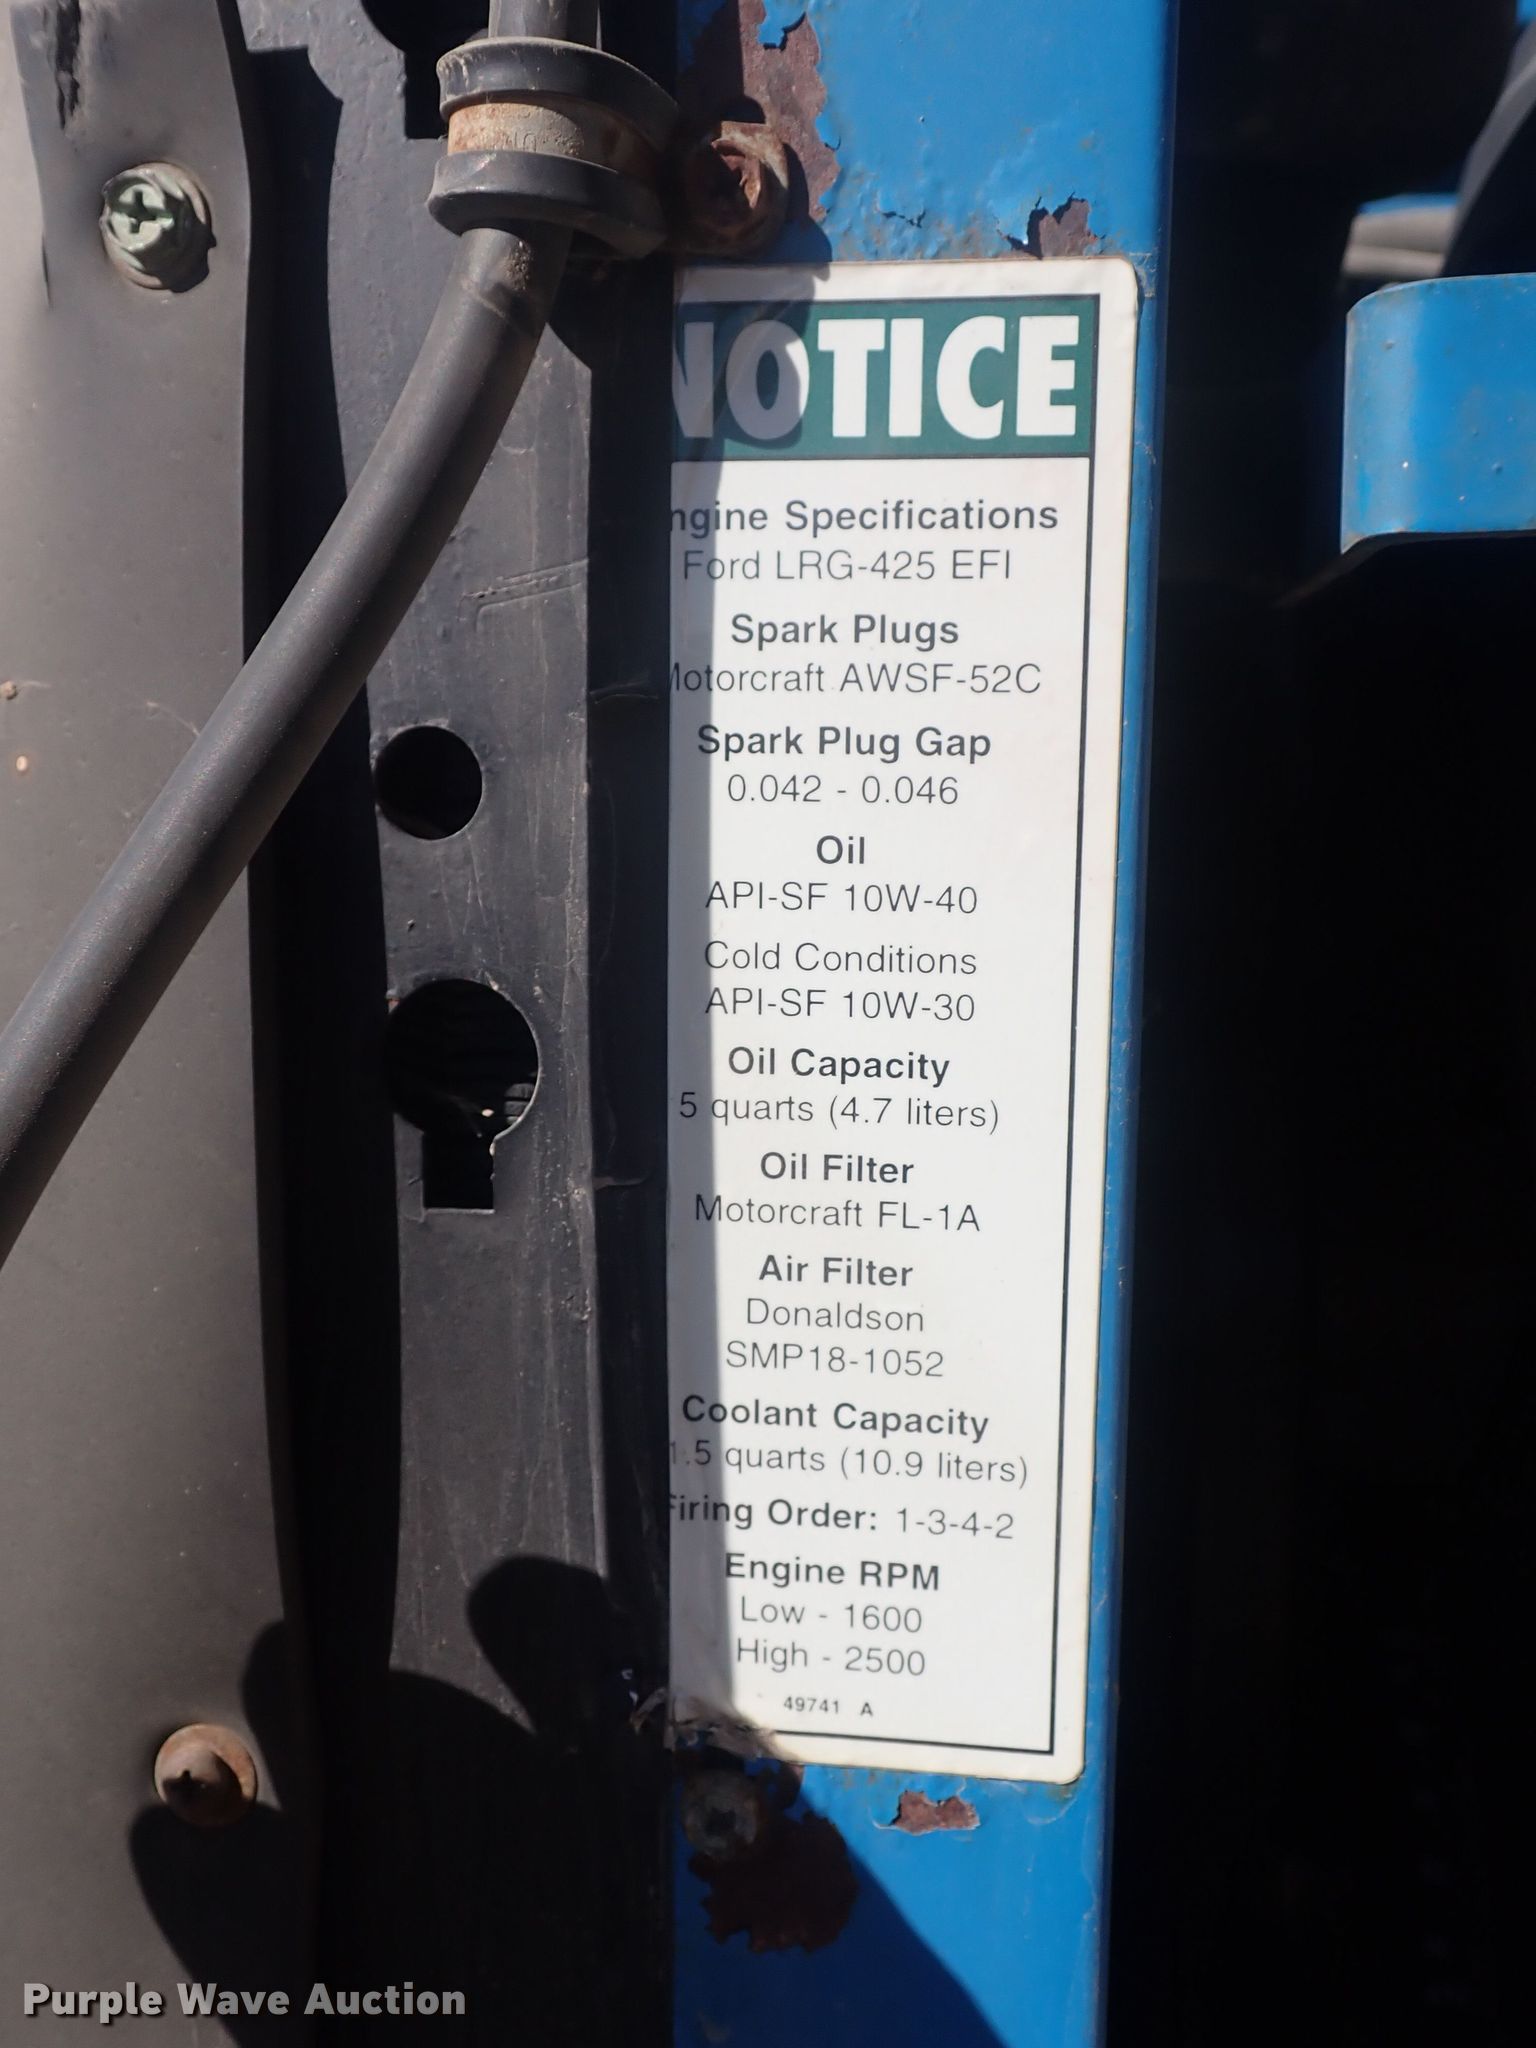 NOTICE
ngine Specifications
Ford LRG-425 EFI
Spark Plugs
Motorcraft AWSF-52C
Spark Plug Gap
0.042 - 0.046
Oil
API-SF 10W-40
Cold Conditions
API-SF 10W-30
Oil Capacity
5 quarts (4.7 liters)
Oil Filter
Motorcraft FL-1A
Air Filter
Donaldson
SMP18-1052
Coolant Capacity
1.5 quarts (10.9 liters)
Firing Order: 1-3-4-2
Engine RPM
Low - 1600
High - 2500
49741 A
Purple Wave Auction